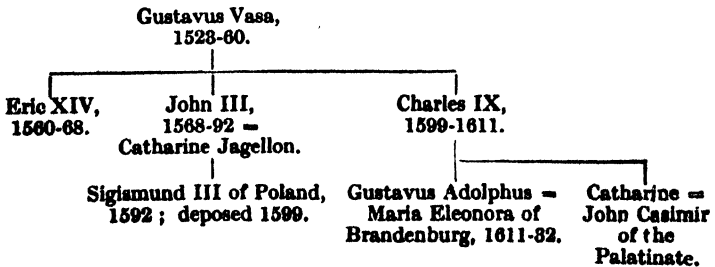 Gustavus Vasa,
1523-60.
Eric XIV,
1560-68.
John III,
1568-92 =
Catharine Jagellon.
Charles IX,
1599-1611.
Sigismund III of Poland,
1592 ; deposed 1599.
Gustavus Adolphus =
Maria Eleonora of
Brandenburg, 1611-32.
Catharine =
John Casimir
of the
Palatinate.